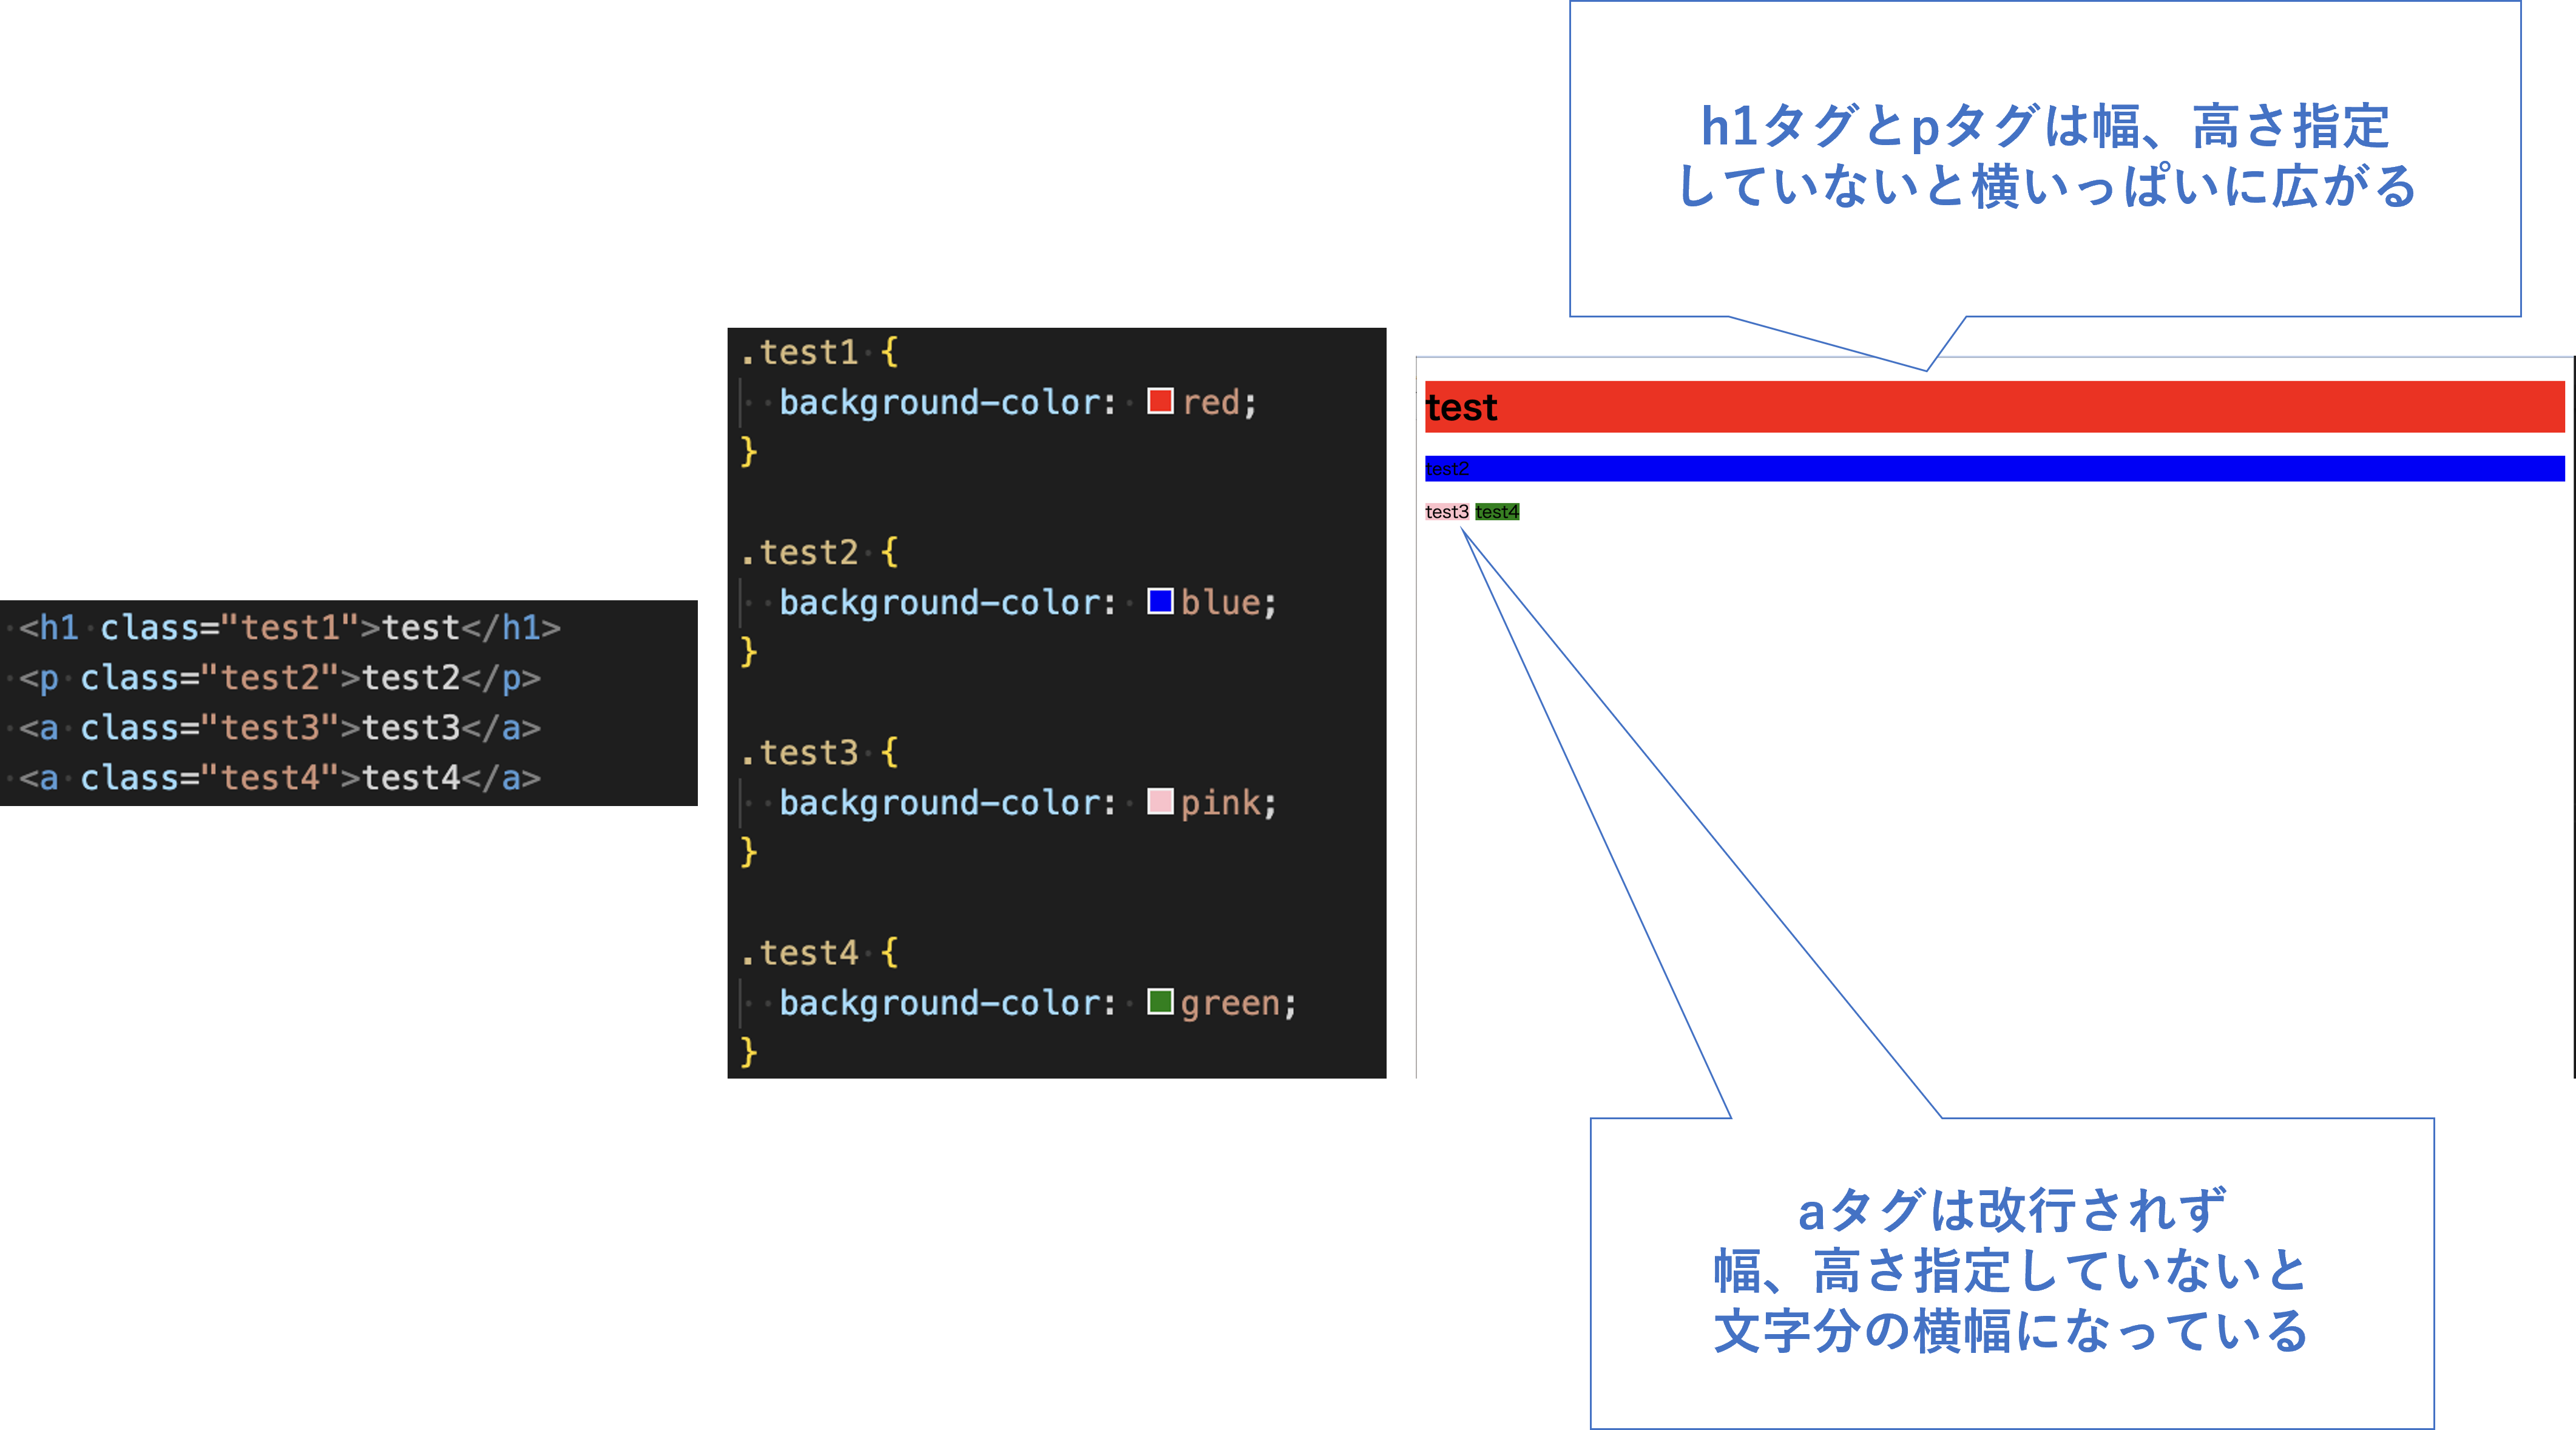 <h1 class="test1">test</h1>
<p class="test2">test2</p>
<a class="test3">test3</a>
<a class="test4">test4</a>
.test1 {
background-color: red;
}
.test2 {
background-color: blue;
}
.test3 {
background-color: pink;
}
.test4 {
background-color: green;
}
h1タグとpタグは幅、高さ指定
していないと横いっぱいに広がる
test
test2
test3 test4
aタグは改行されず
幅、高さ指定していないと
文字分の横幅になっている